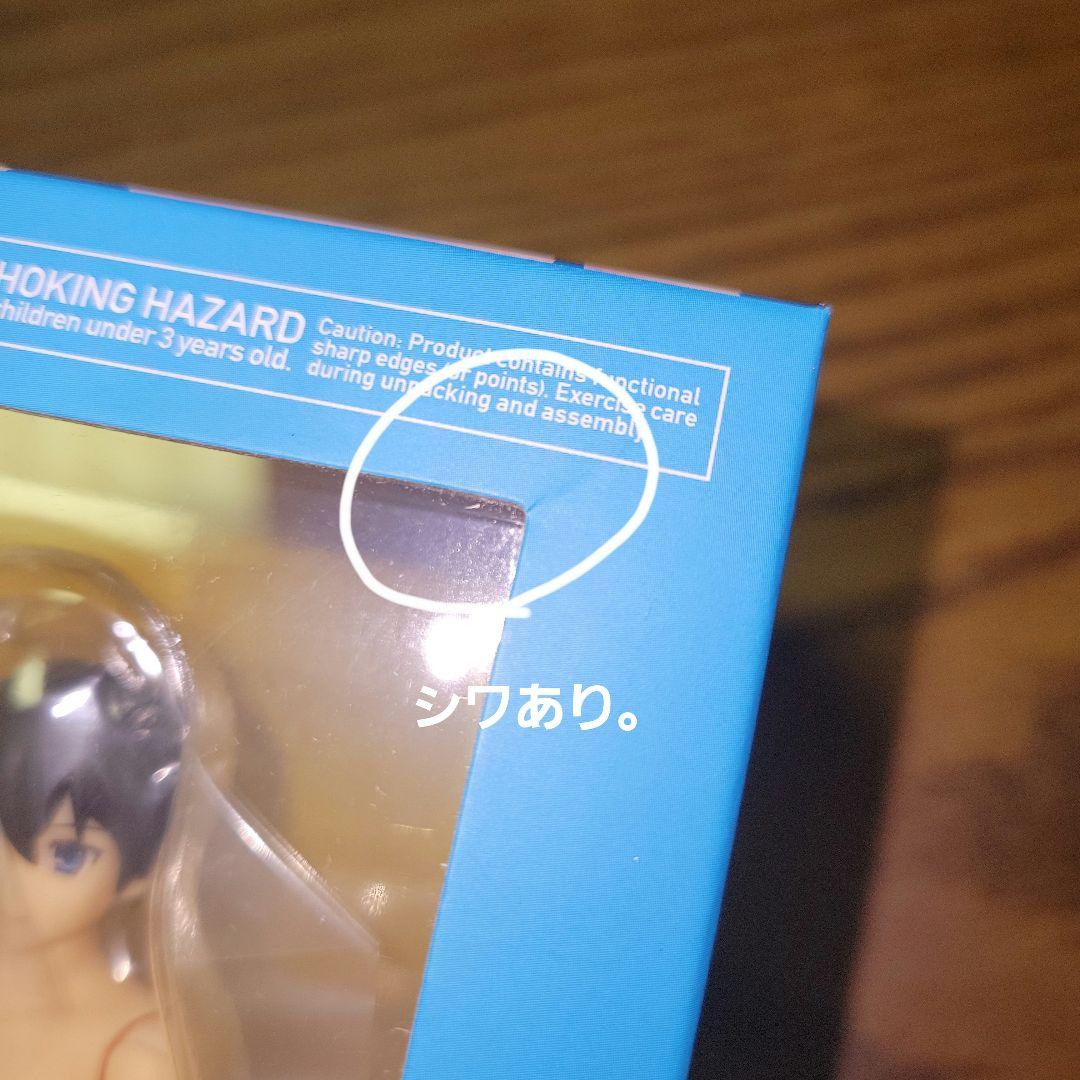 HOKING HAZARD
children under 3 years old.
Caution: Product contains functional
sharp edges (or points). Exercise care
during unpacking and assembly.
シワあり。